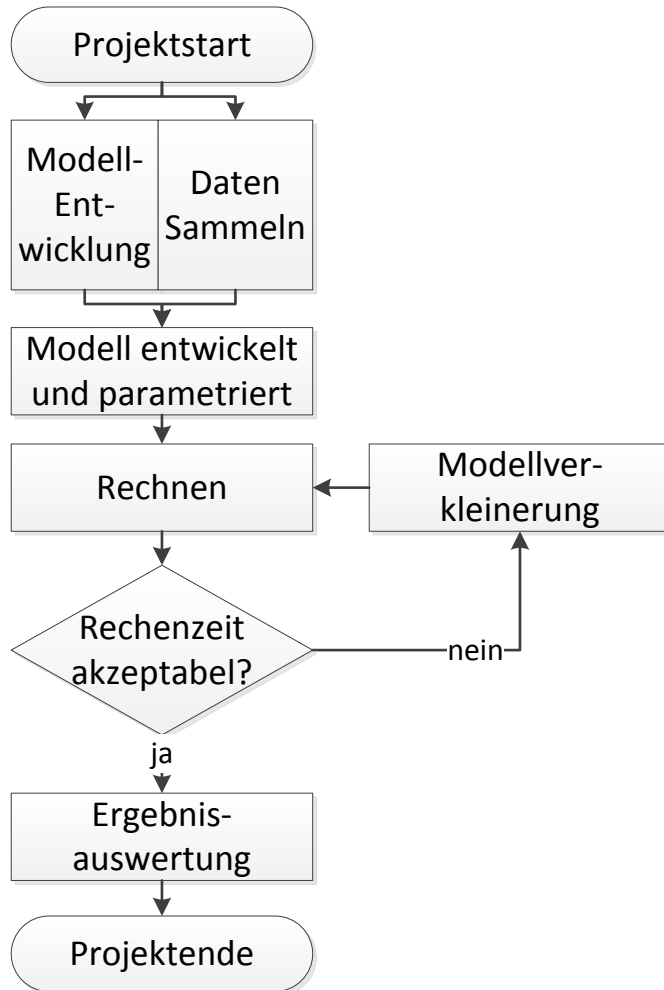 Projektstart
Modell-
Ent-
wicklung
Daten
Sammeln
Modell entwickelt
und parametriert
Rechnen
Modellver-
kleinerung
Rechenzeit
akzeptabel?
nein
ja
Ergebnis-
auswertung
Projektende